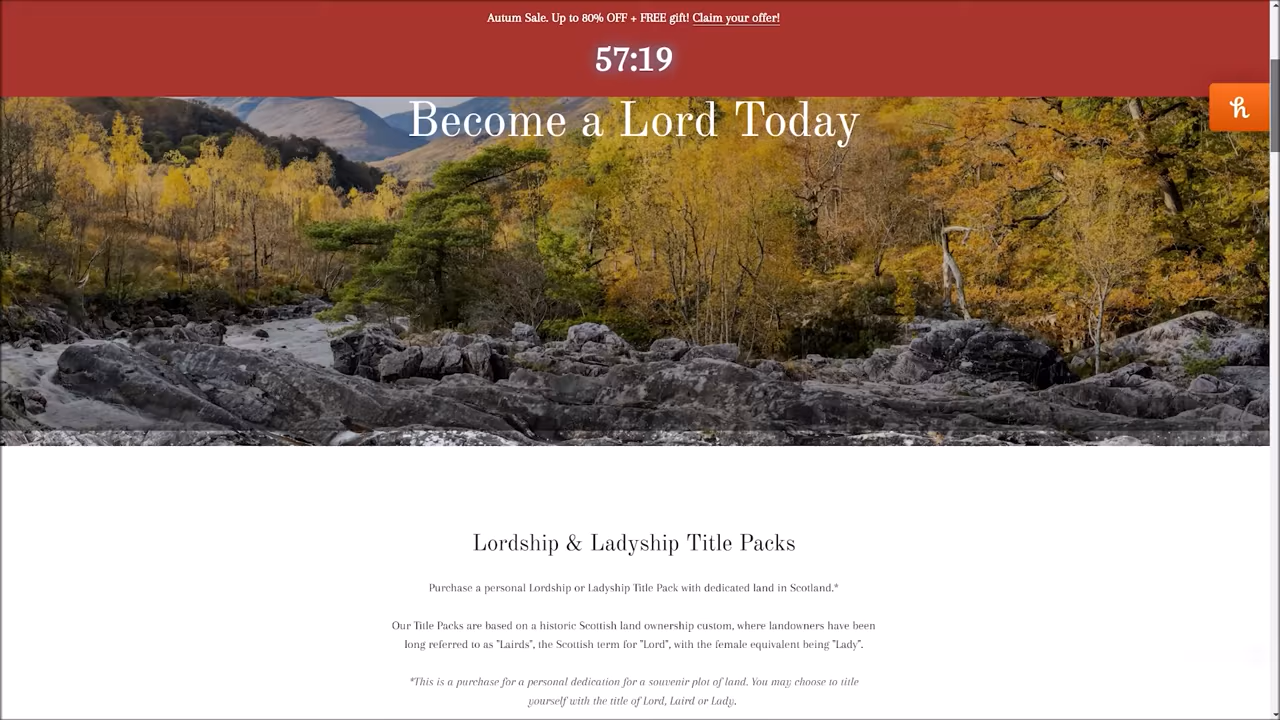 Autum Sale. Up to 80% OFF + FREE gift! Claim your offer!
57:19
Become a Lord Today
h
Lordship & Ladyship Title Packs
Purchase a personal Lordship or Ladyship Title Pack with dedicated land in Scotland.*
Our Title Packs are based on a historic Scottish land ownership custom, where landowners have been
long referred to as "Lairds", the Scottish term for "Lord", with the female equivalent being "Lady".
*This is a purchase for a personal dedication for a souvenir plot of land. You may choose to title
yourself with the title of Lord, Laird or Lady.